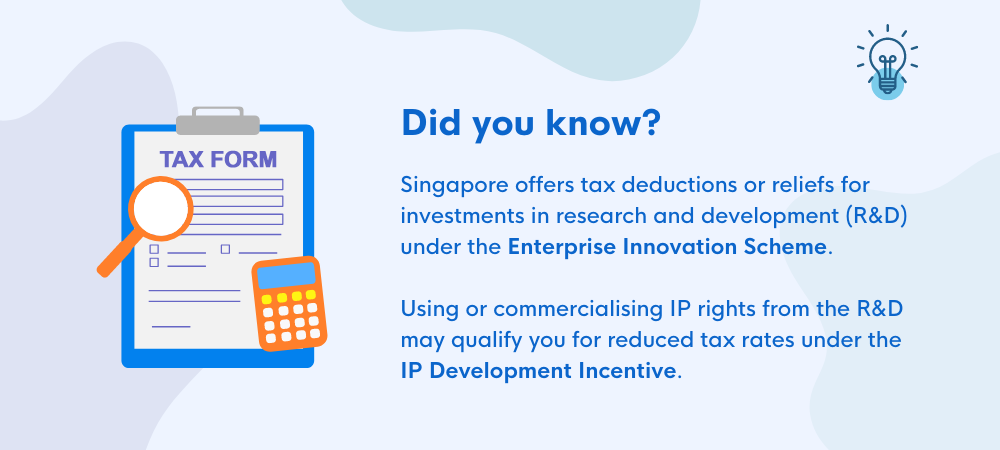 TAX FORM
Did you know?
Singapore offers tax deductions or reliefs for
investments in research and development (R&D)
under the Enterprise Innovation Scheme.
Using or commercialising IP rights from the R&D
may qualify you for reduced tax rates under the
IP Development Incentive.